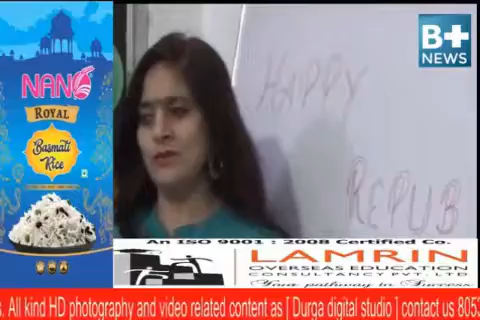 B+
NEWS
NANO
ROYAL
Basmati
Rice
HAPPY
REPUB
An ISO 9001 : 2008 Certified Co.
LAMRIN
OVERSEAS EDUCATION
CONSULTANCY PVT. LTD
Your pathway to Success.
s. All kind HD photography and video related content as [ Durga digital studio ] contact us 8053